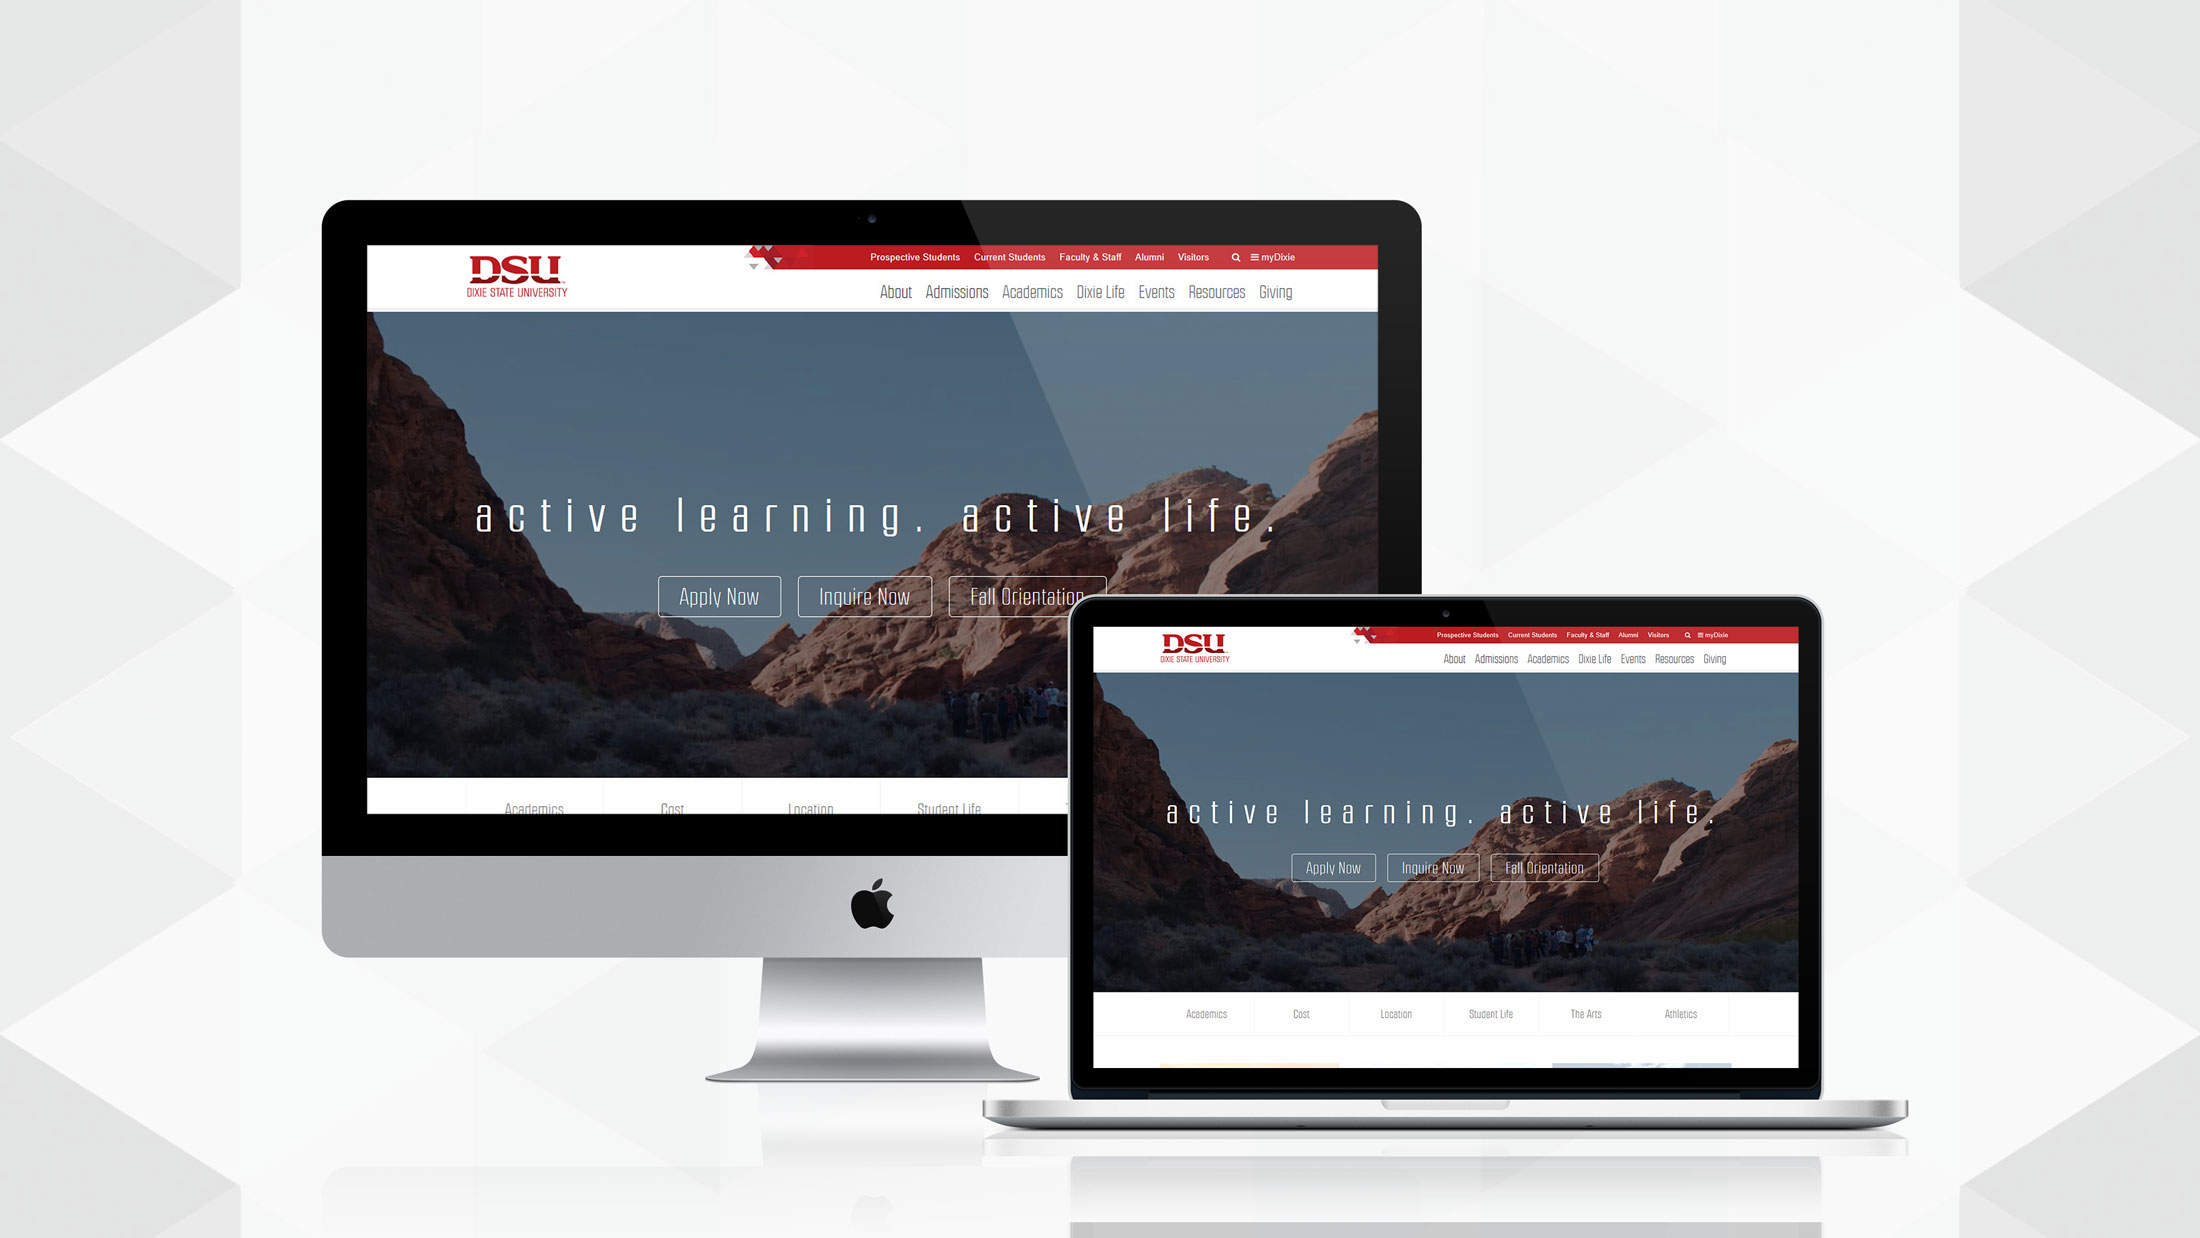 DSU
DIXIE STATE UNIVERSITY
Prospective Students Current Students Faculty & Staff Alumni Visitors myDixie
About Admissions Academics Dixie Life Events Resources Giving
active learning. active life.
Apply Now Inquire Now Fall Orientation
Academics Cost Location Student Life
DSU
DIXIE STATE UNIVERSITY
Prospective Students Current Students Faculty & Staff Alumni Visitors myDixie
About Admissions Academics Dixie Life Events Resources Giving
active learning. active life.
Apply Now Inquire Now Fall Orientation
Academics Cost Location Student Life The Arts Athletics